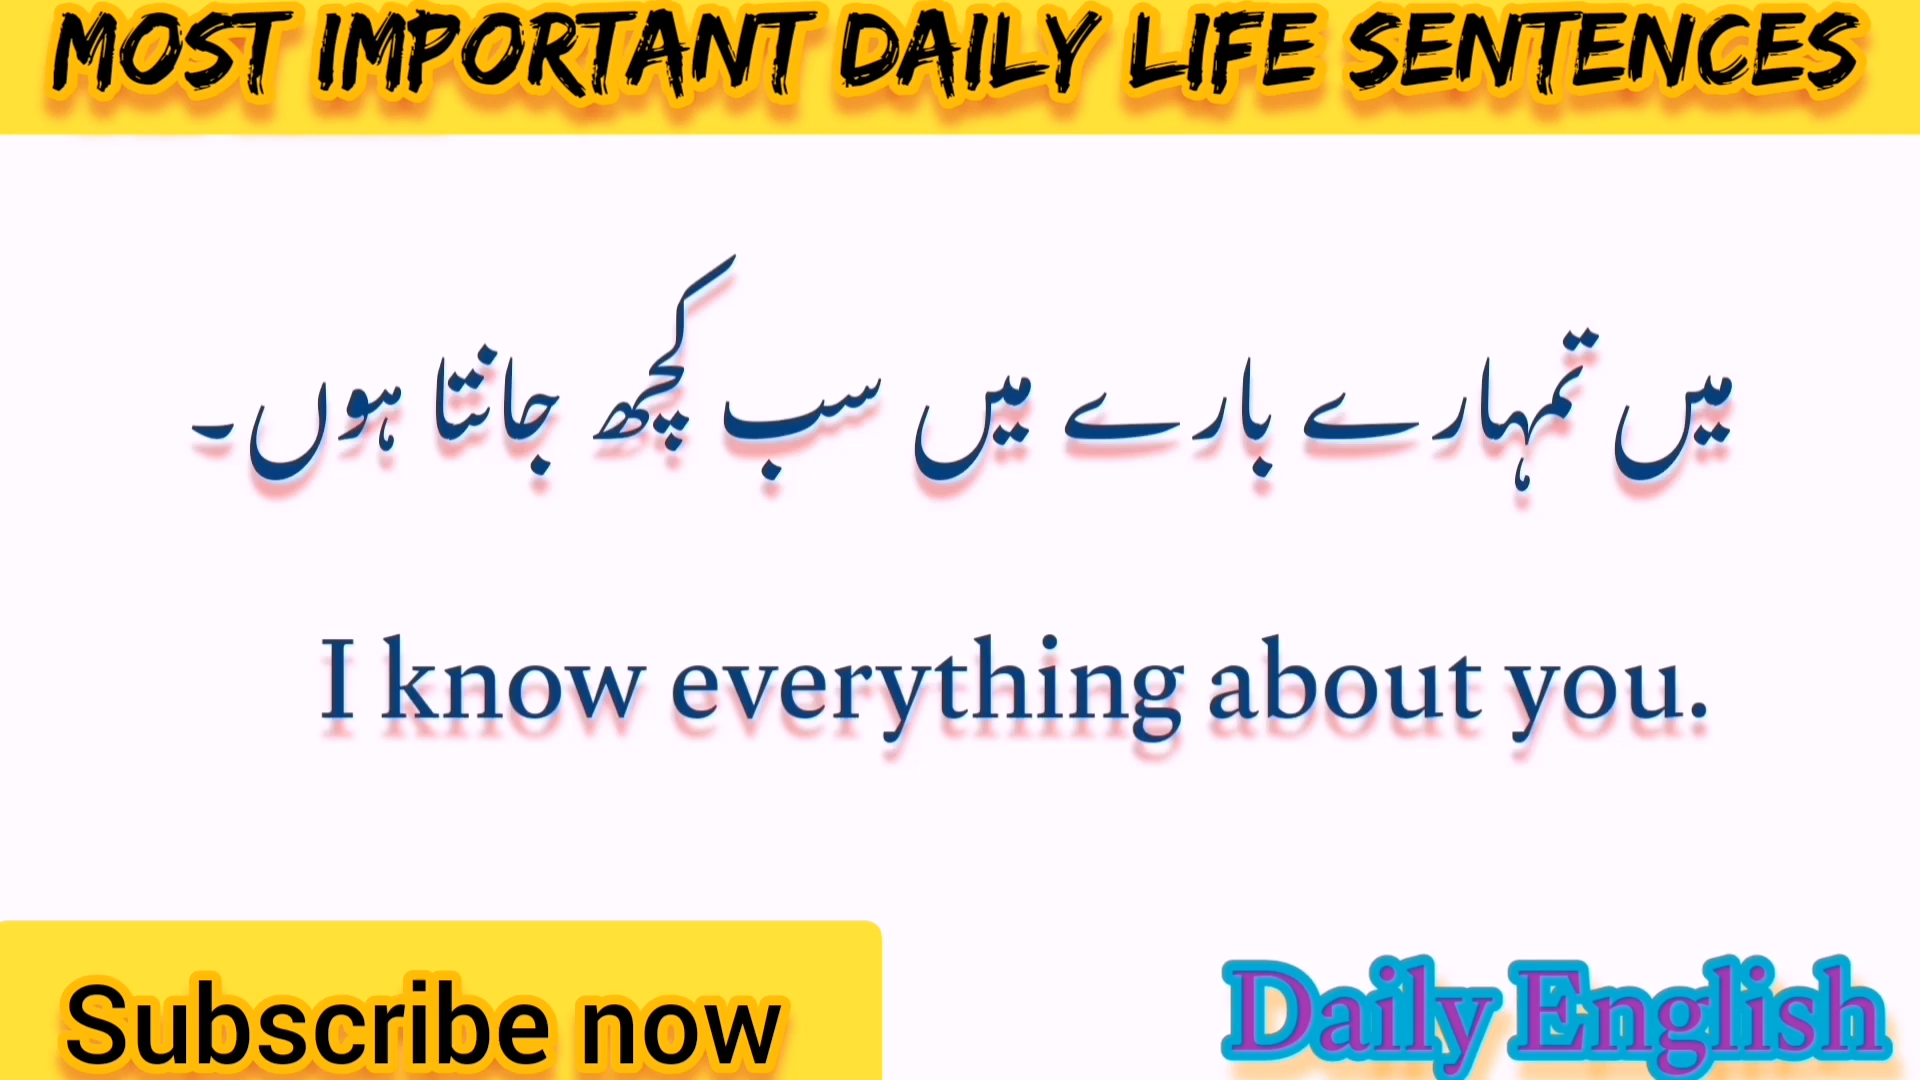 MOST IMPORTANT DAILY LIFE SENTENCES
میں تمہارے بارے میں سب کچھ جانتا ہوں۔
I know everything about you.
Subscribe now
Daily English